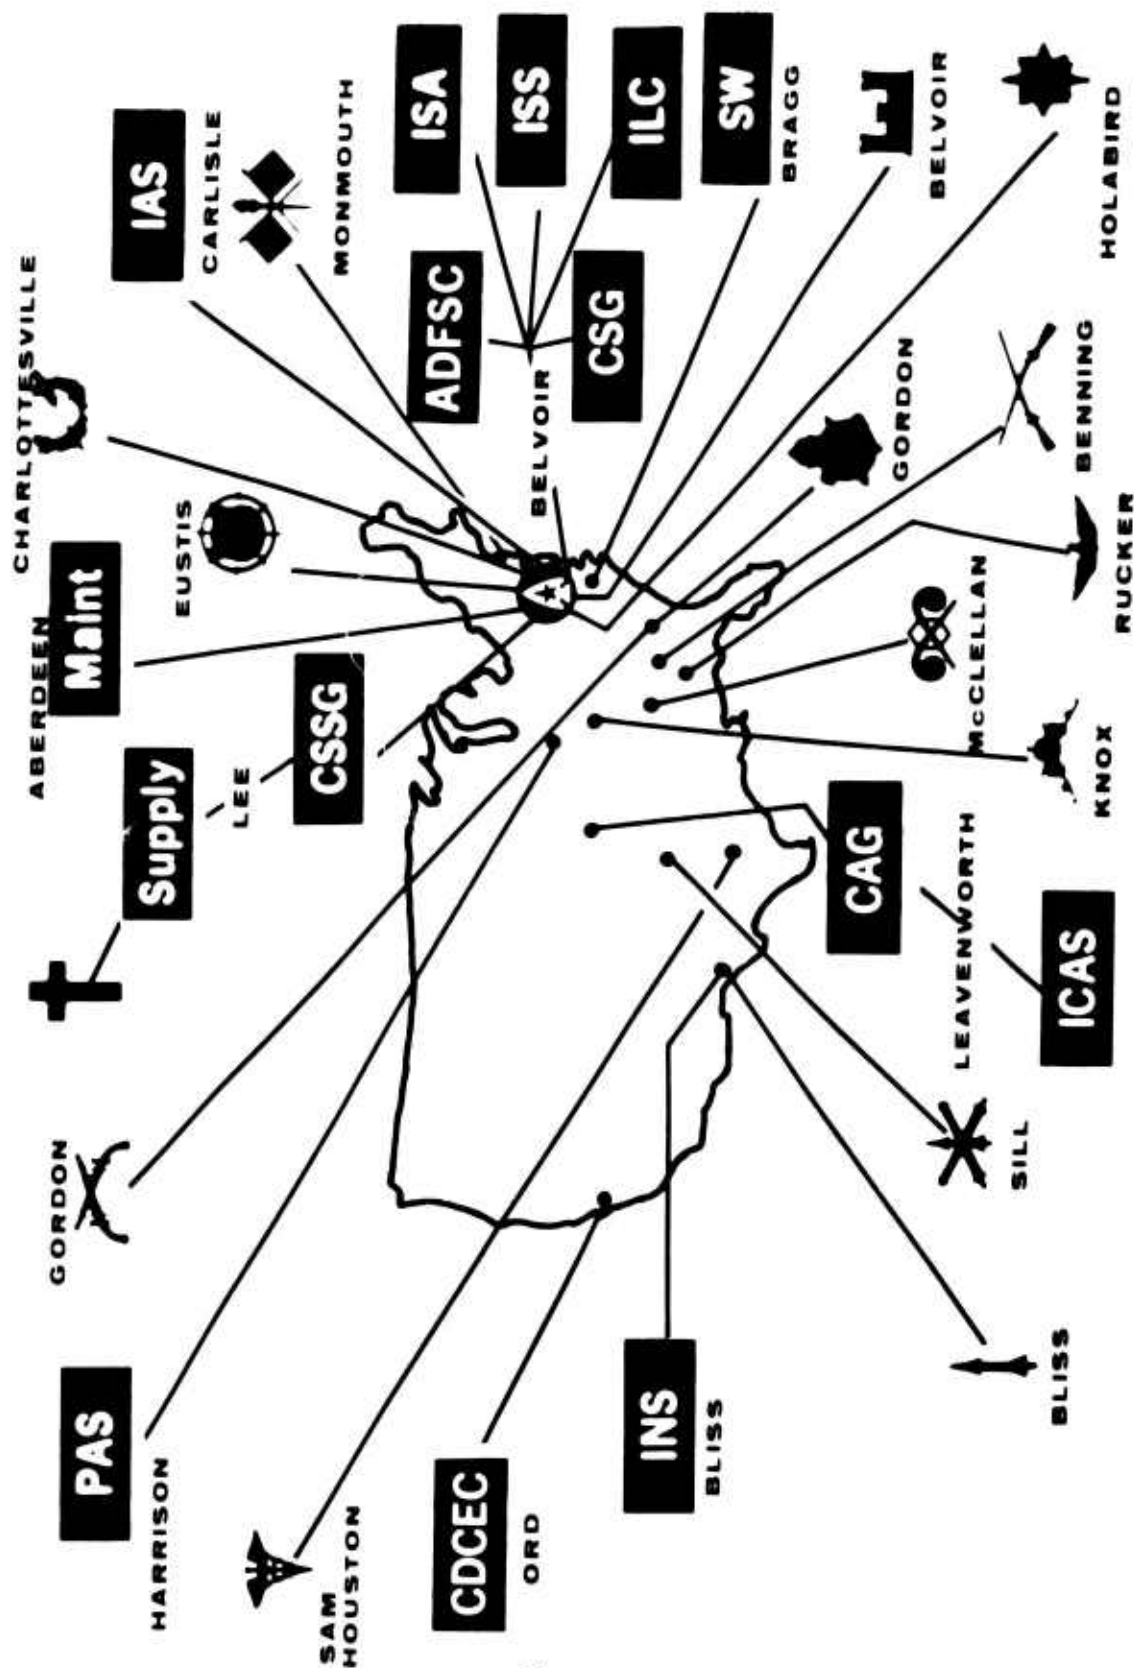 GORDON
Supply
LEE
ABERDEEN
Maint
CHARLOTTESVILLE
EUSTIS
IAS
CARLISLE
MONMOUTH
PAS
HARRISON
CSSG
SAM
HOUSTON
ADFSC
ISA
ISS
BELVOIR
CSG
ILC
CDCEC
ORD
SW
BRAGG
INS
BLISS
BELVOIR
GORDON
CAG
LEAVENWORTH
McCLELLAN
HOLABIRD
BENNING
SILL
ICAS
BLISS
KNOX
RUCKER